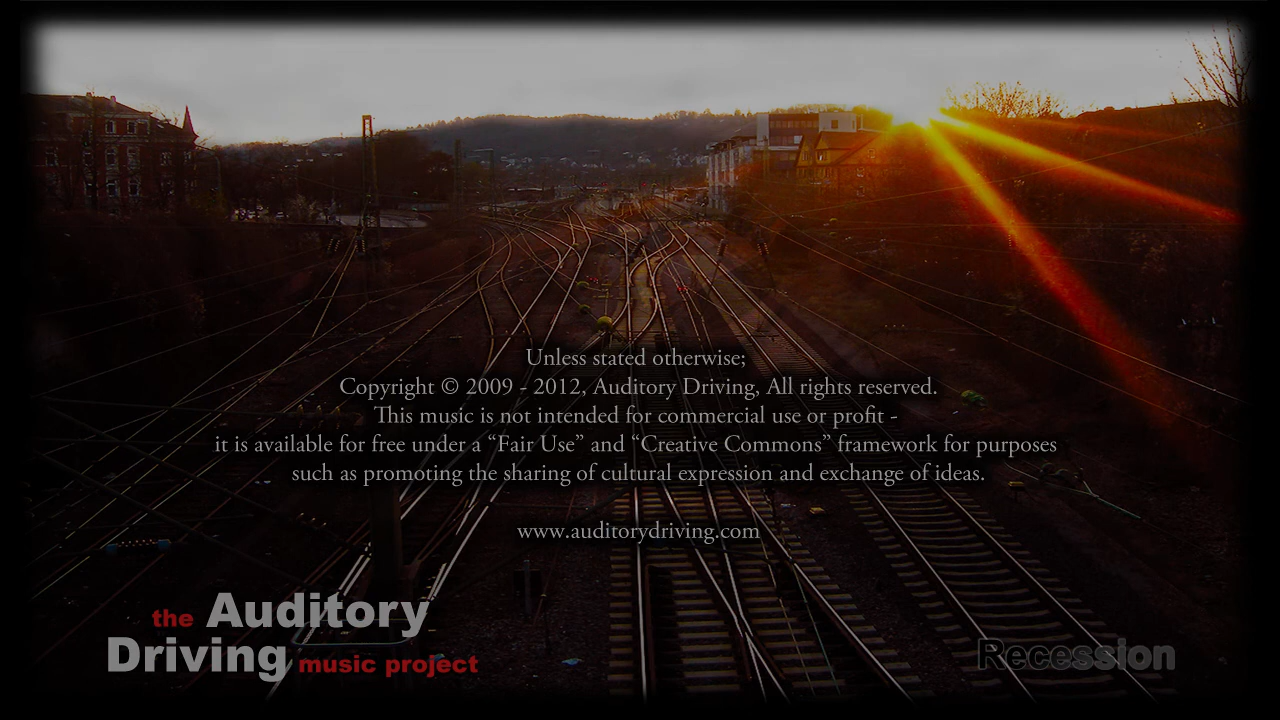 Unless stated otherwise;
Copyright © 2009 - 2012, Auditory Driving, All rights reserved.
This music is not intended for commercial use or profit -
it is available for free under a “Fair Use” and “Creative Commons” framework for purposes
such as promoting the sharing of cultural expression and exchange of ideas.
www.auditorydriving.com
the Auditory
Driving music project
Recession